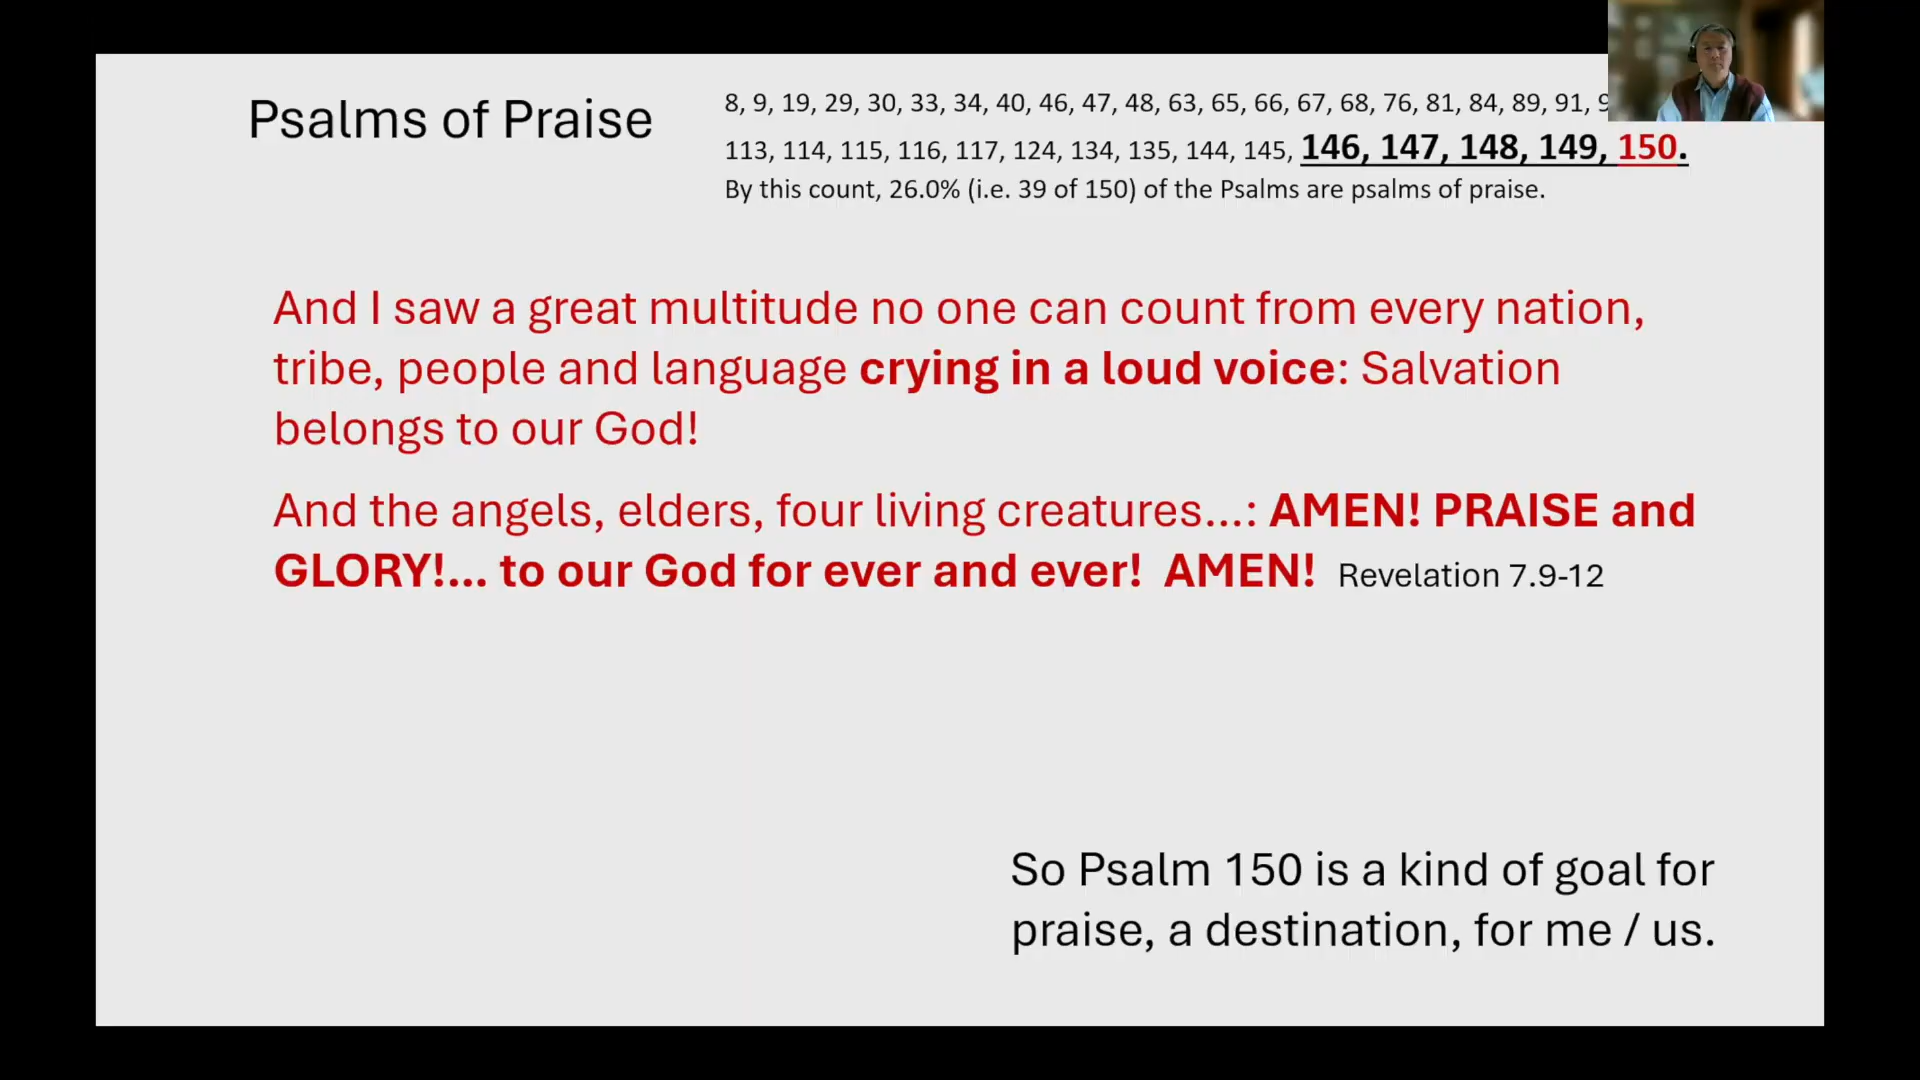 Psalms of Praise
8, 9, 19, 29, 30, 33, 34, 40, 46, 47, 48, 63, 65, 66, 67, 68, 76, 81, 84, 89, 91,
113, 114, 115, 116, 117, 124, 134, 135, 144, 145, 146, 147, 148, 149, 150.
By this count, 26.0% (i.e. 39 of 150) of the Psalms are psalms of praise.
And I saw a great multitude no one can count from every nation,
tribe, people and language crying in a loud voice: Salvation
belongs to our God!
And the angels, elders, four living creatures...: AMEN! PRAISE and
GLORY!... to our God for ever and ever!  AMEN!  Revelation 7.9-12
So Psalm 150 is a kind of goal for
praise, a destination, for me / us.